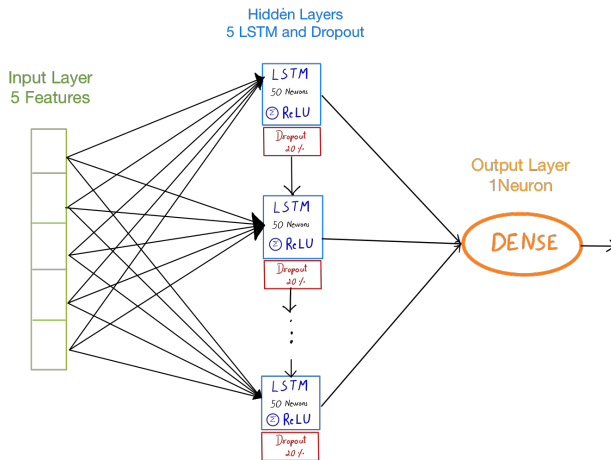 Hidden Layers
5 LSTM and Dropout
Input Layer
5 Features
LSTM
50 Neurons
Σ ReLU
Dropout
20%
LSTM
50 Neurons
Σ ReLU
Dropout
20%
LSTM
50 Neurons
Σ ReLU
Dropout
20%
Output Layer
1Neuron
DENSE